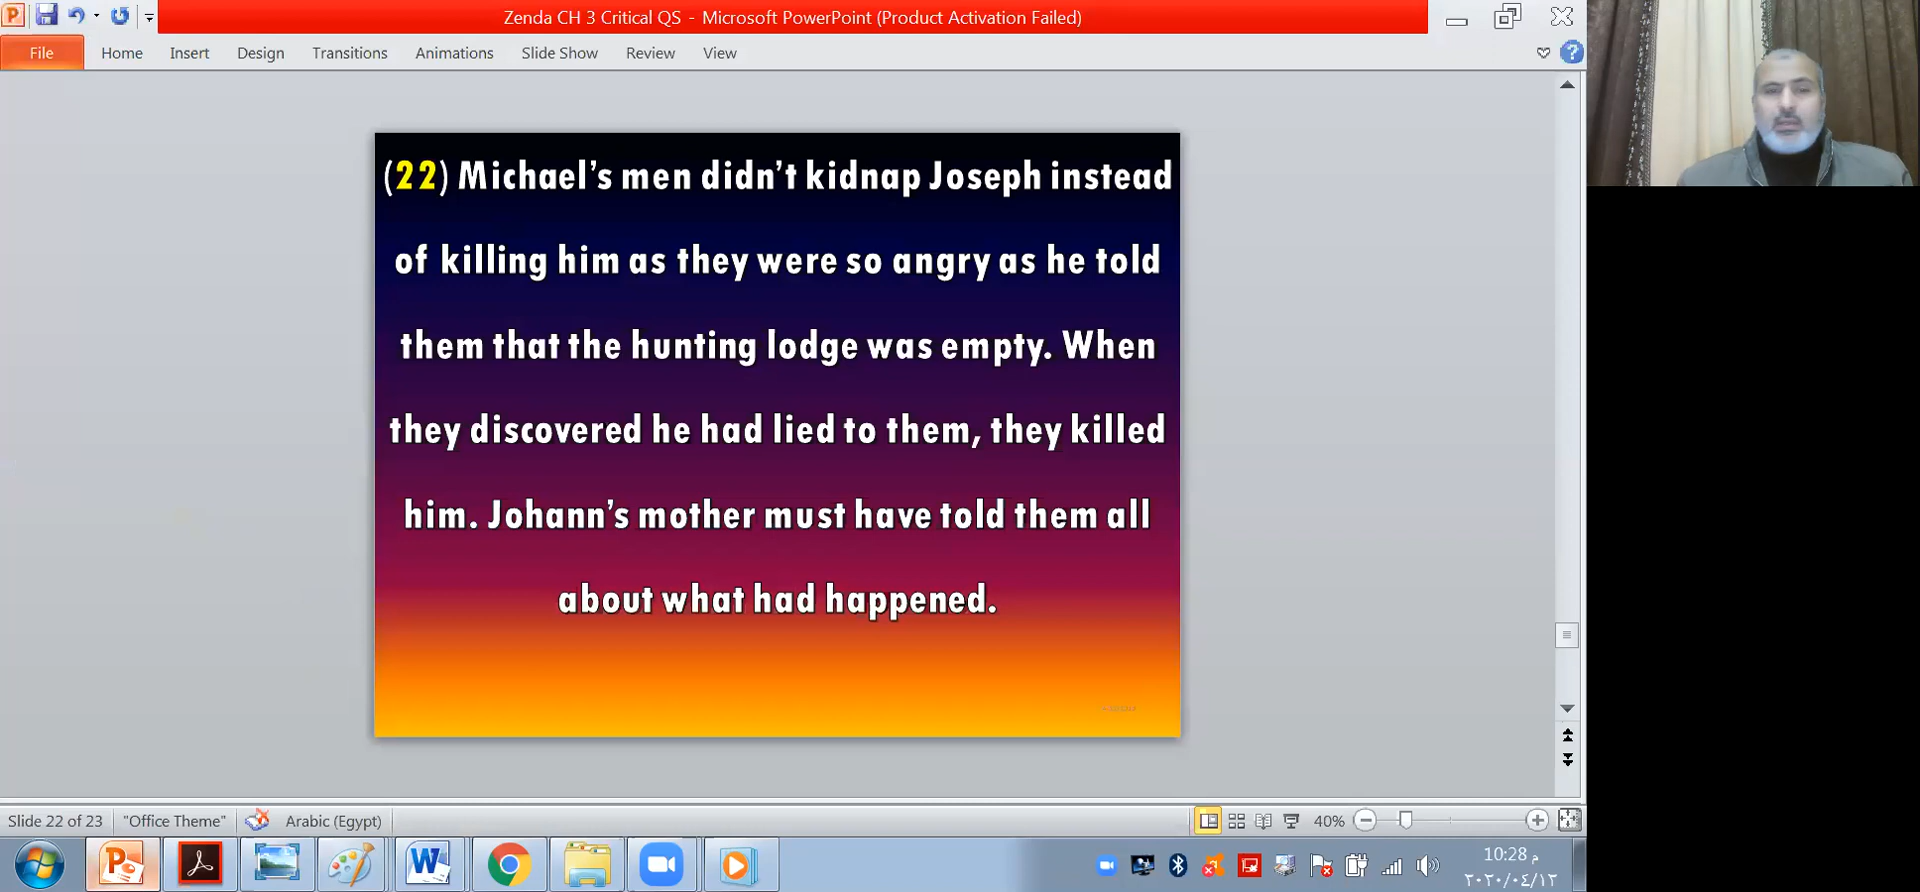 Zenda CH 3 Critical QS - Microsoft PowerPoint (Product Activation Failed)
File Home Insert Design Transitions Animations Slide Show Review View
(22) Michael’s men didn’t kidnap Joseph instead
of killing him as they were so angry as he told
them that the hunting lodge was empty. When
they discovered he had lied to them, they killed
him. Johann’s mother must have told them all
about what had happened.
Slide 22 of 23 "Office Theme" Arabic (Egypt) 40%
10:28 م
٢٠٢٠/٠٤/١٢